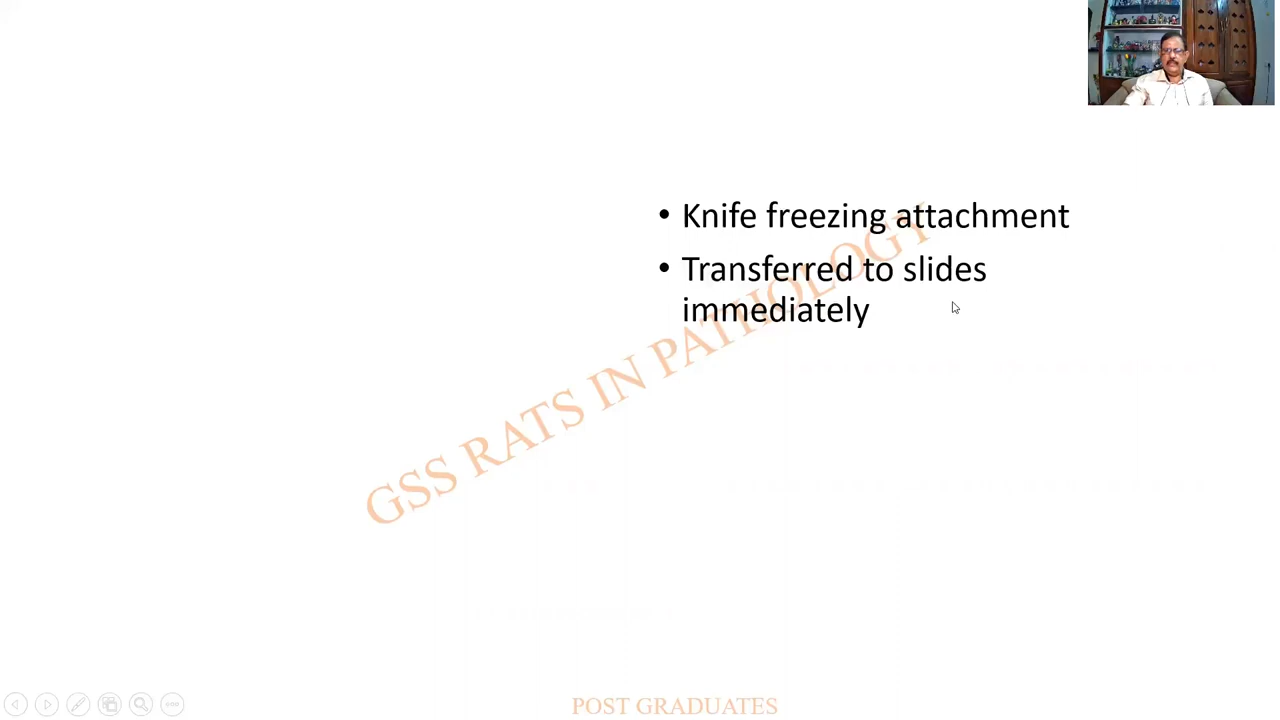 • Knife freezing attachment
• Transferred to slides
immediately
GSS RATS IN PATHOLOGY
POST GRADUATES